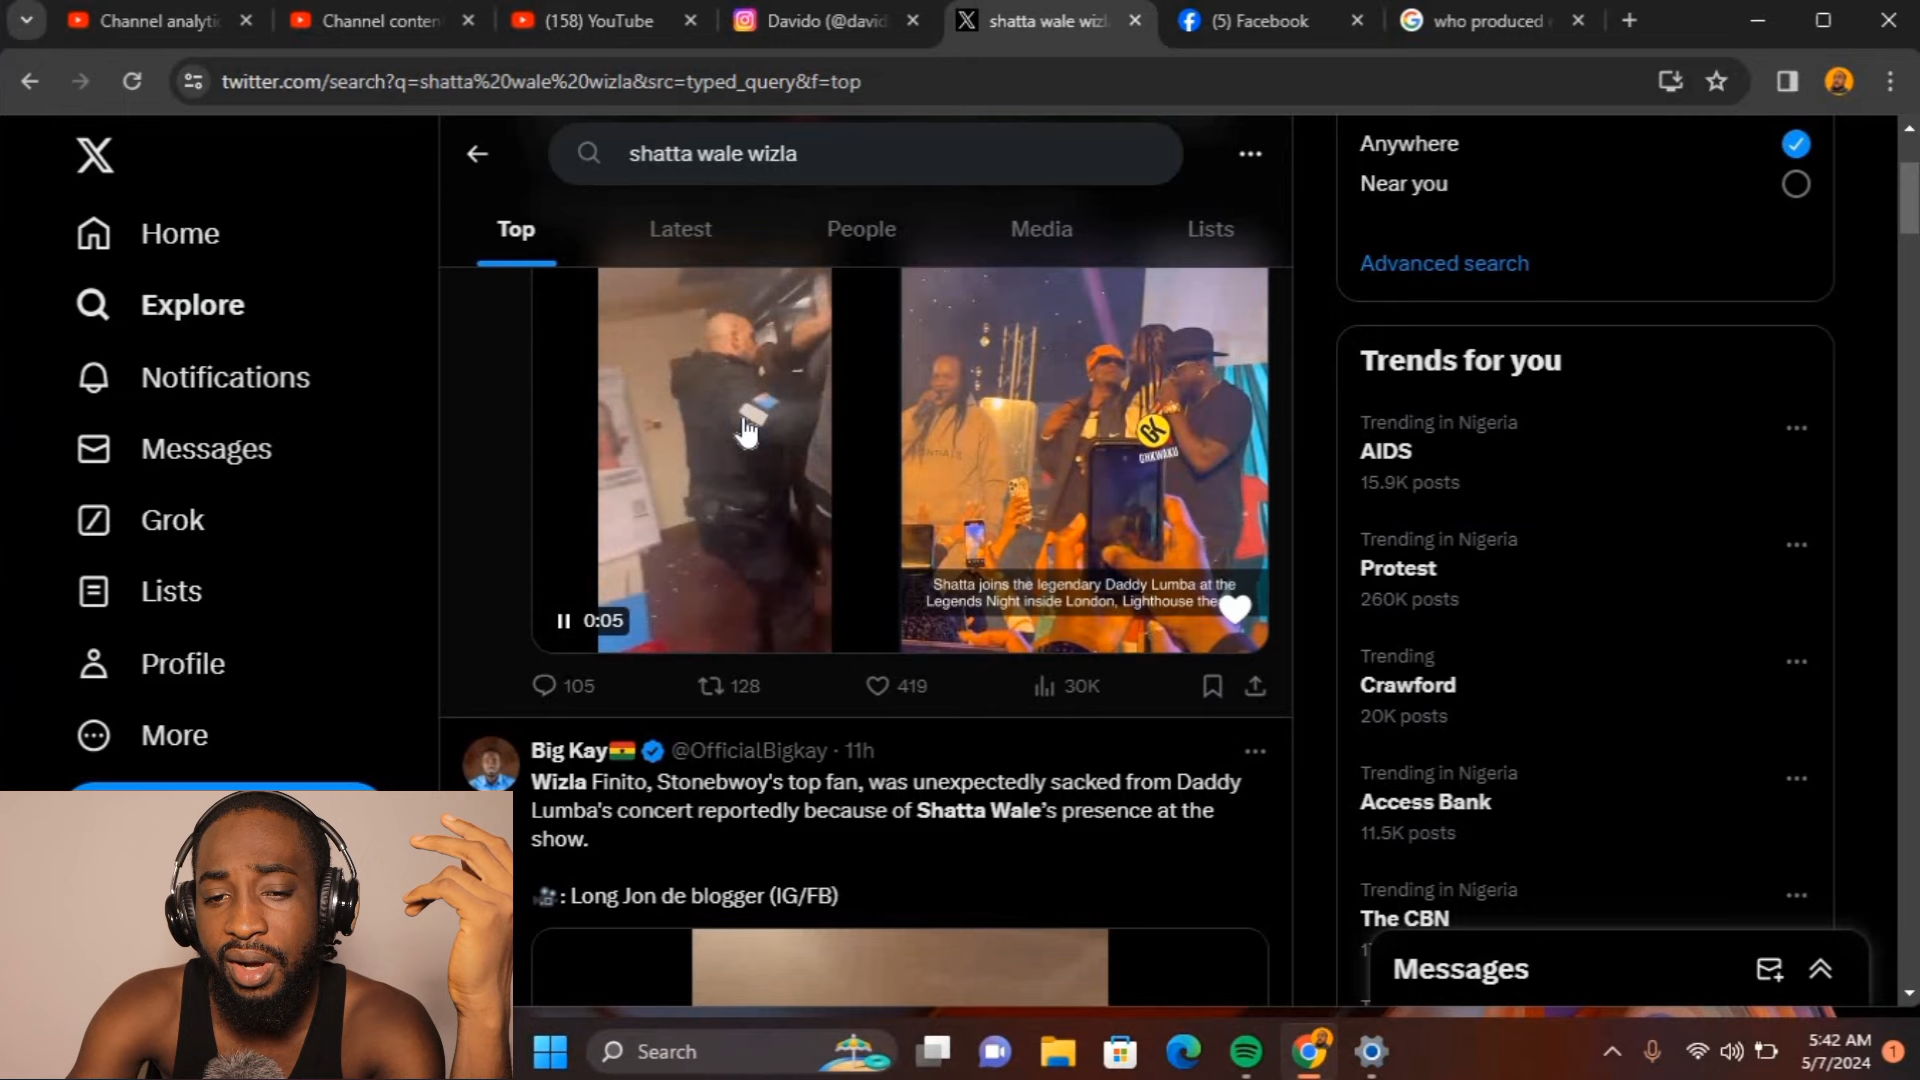 Channel analytic
Channel conten
(158) YouTube
Davido (@david
shatta wale wizl
(5) Facebook
who produced
twitter.com/search?q=shatta%20wale%20wizla&src=typed_query&f=top
shatta wale wizla
Top
Latest
People
Media
Lists
Home
Explore
Notifications
Messages
Grok
Lists
Profile
More
0:05
GK
GHKWAKU
Shatta joins the legendary Daddy Lumba at the
Legends Night inside London, Lighthouse the
105
128
419
30K
Big Kay @OfficialBigkay · 11h
Wizla Finito, Stonebwoy's top fan, was unexpectedly sacked from Daddy
Lumba's concert reportedly because of Shatta Wale's presence at the
show.
: Long Jon de blogger (IG/FB)
Anywhere
Near you
Advanced search
Trends for you
Trending in Nigeria
AIDS
15.9K posts
Trending in Nigeria
Protest
260K posts
Trending
Crawford
20K posts
Trending in Nigeria
Access Bank
11.5K posts
Trending in Nigeria
The CBN
Messages
Search
5:42 AM
5/7/2024
1